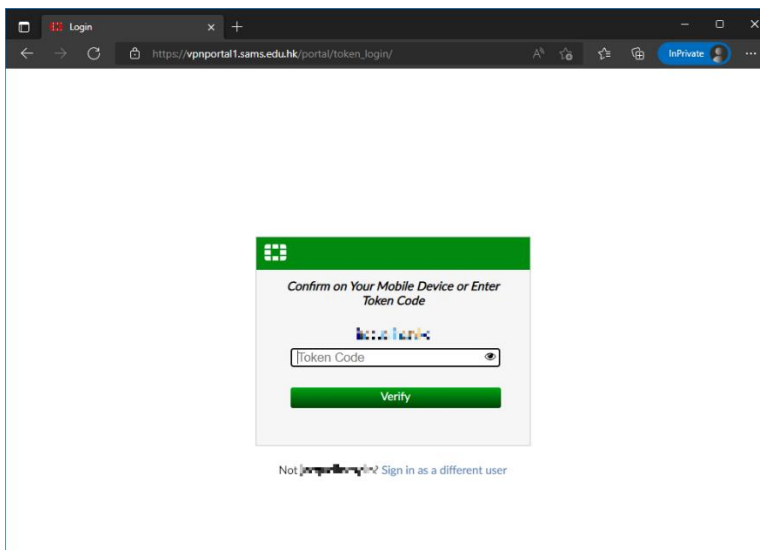 Login
https://vpnportal1.sams.edu.hk/portal/token_login/
InPrivate
Confirm on Your Mobile Device or Enter
Token Code
Token Code
Verify
Not ? Sign in as a different user